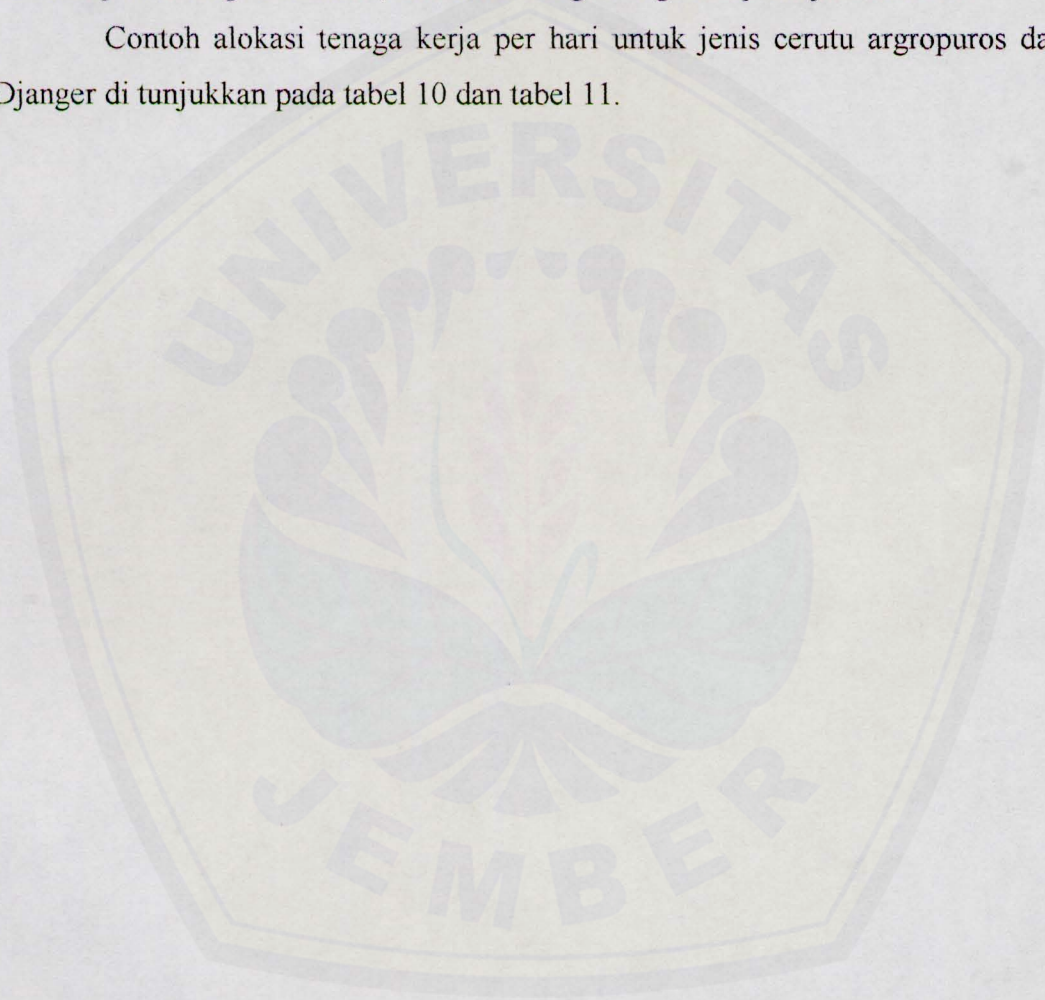 Contoh alokasi tenaga kerja per hari untuk jenis cerutu argropuros da
Djanger di tunjukkan pada tabel 10 dan tabel 11.
UNIVERSITAS
JEMBER